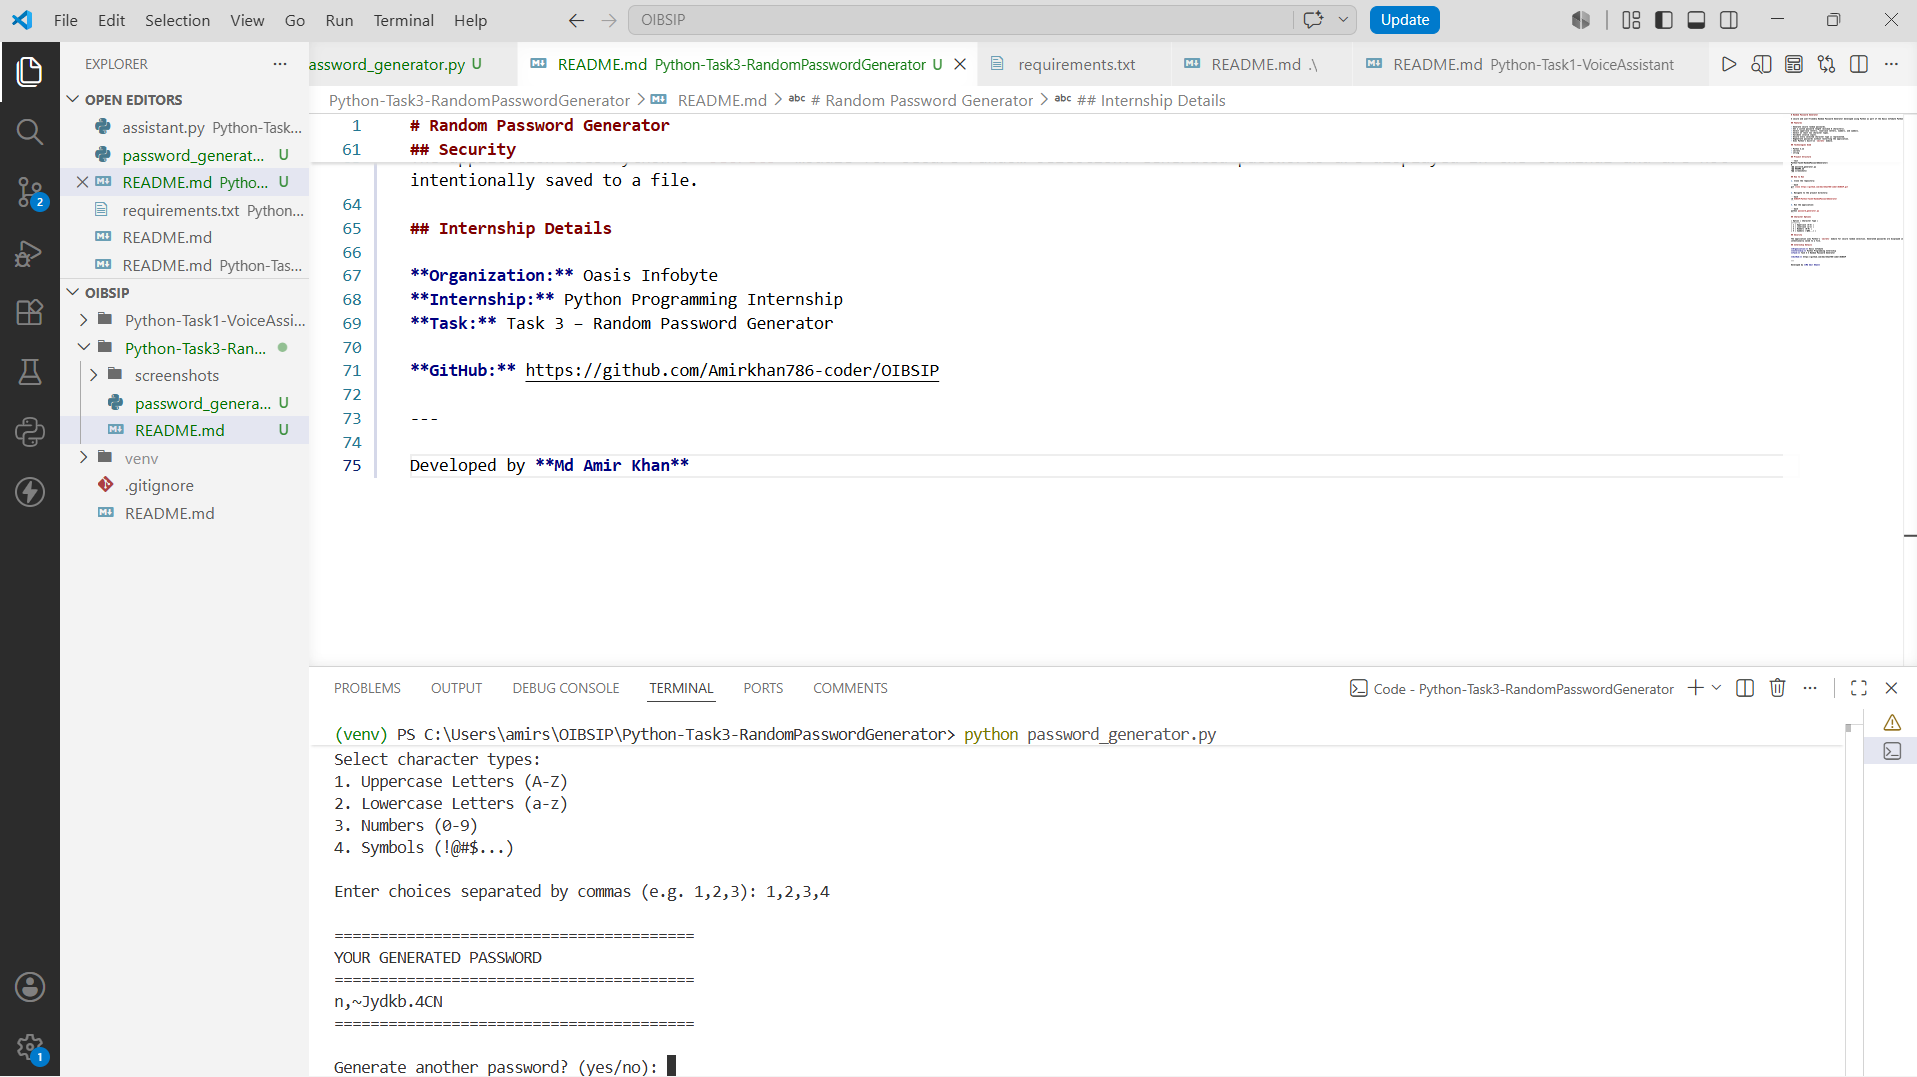 File Edit Selection View Go Run Terminal Help OIBSIP Update
EXPLORER
OPEN EDITORS
assistant.py Python-Task...
password_generat... U
README.md Pytho... U
requirements.txt Python...
README.md
README.md Python-Tas...
OIBSIP
Python-Task1-VoiceAssi...
Python-Task3-Ran...
screenshots
password_genera... U
README.md U
venv
.gitignore
README.md
2
1
assword_generator.py U README.md Python-Task3-RandomPasswordGenerator U requirements.txt README.md .\ README.md Python-Task1-VoiceAssistant
Python-Task3-RandomPasswordGenerator > README.md > abc # Random Password Generator > abc ## Internship Details
1 # Random Password Generator
61 ## Security
intentionally saved to a file.
64
65 ## Internship Details
66
67 **Organization:** Oasis Infobyte
68 **Internship:** Python Programming Internship
69 **Task:** Task 3 – Random Password Generator
70
71 **GitHub:** https://github.com/Amirkhan786-coder/OIBSIP
72
73 ---
74
75 Developed by **Md Amir Khan**
PROBLEMS OUTPUT DEBUG CONSOLE TERMINAL PORTS COMMENTS Code - Python-Task3-RandomPasswordGenerator
(venv) PS C:\Users\amirs\OIBSIP\Python-Task3-RandomPasswordGenerator> python password_generator.py
Select character types:
1. Uppercase Letters (A-Z)
2. Lowercase Letters (a-z)
3. Numbers (0-9)
4. Symbols (!@#$...)
Enter choices separated by commas (e.g. 1,2,3): 1,2,3,4
========================================
YOUR GENERATED PASSWORD
========================================
n,~Jydkb.4CN
========================================
Generate another password? (yes/no):